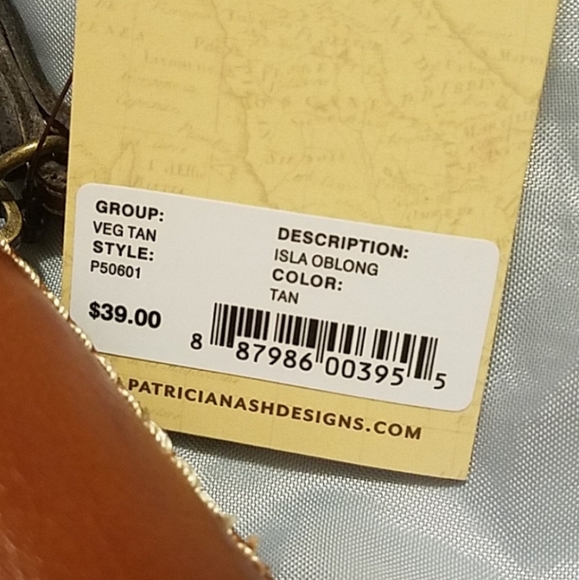 GROUP:
VEG TAN
STYLE:
P50601
$39.00
DESCRIPTION:
ISLA OBLONG
COLOR:
TAN
8 87986 00395 5
PATRICIANASHDESIGNS.COM